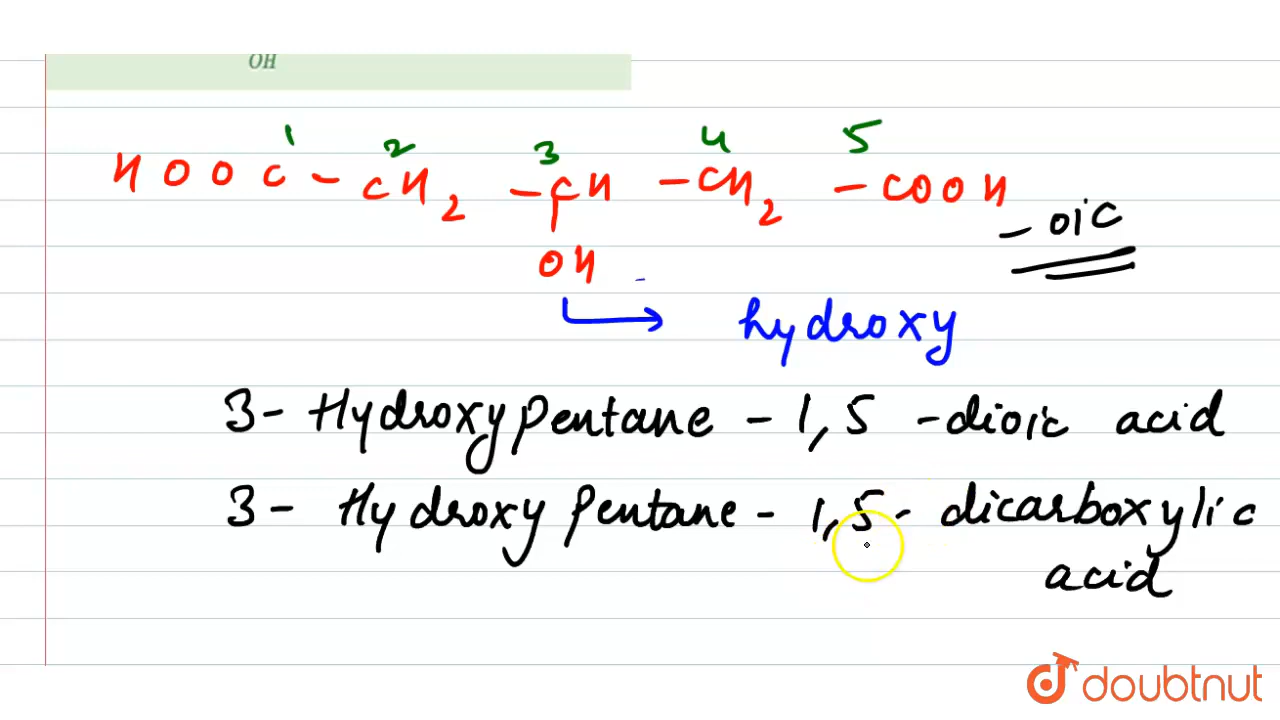 OH
1 2 3 4 5
HOOC - CH2 - CH - CH2 - COOH
- oic
OH
hydroxy
3- Hydroxypentane - 1,5 -dioic acid
3- Hydroxy Pentane - 1,5- dicarboxylic
acid
doubtnut